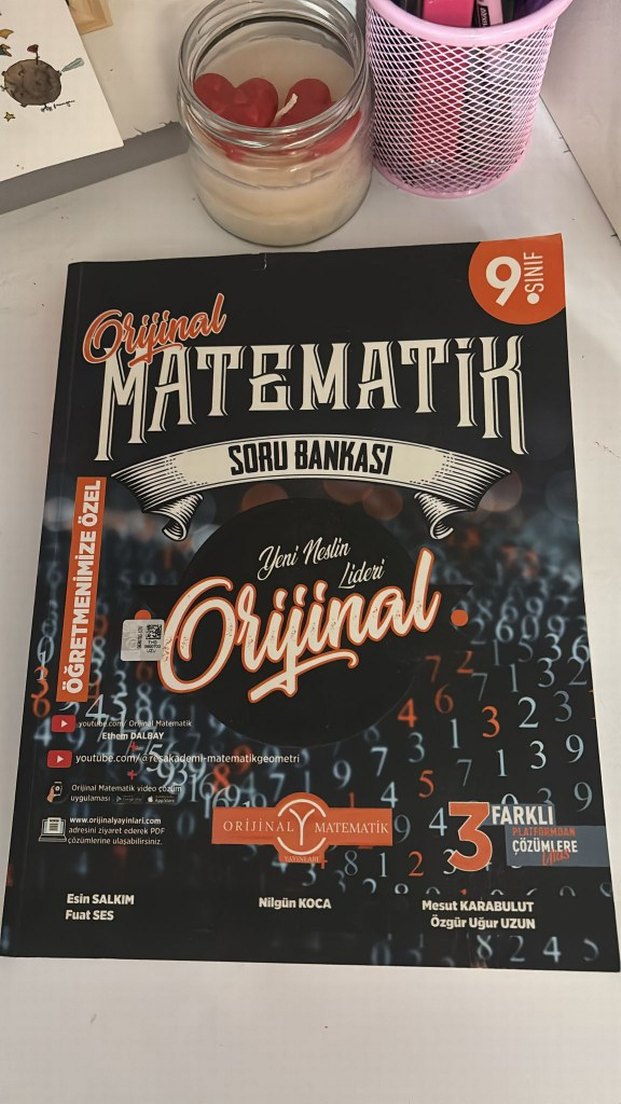 9.SINIF
Orijinal
MATEMATİK
SORU BANKASI
ÖĞRETMENİMİZE ÖZEL
Yeni Neslin
Lideri
Orijinal
youtube.com/ Orijinal Matematik
Ethem DALBAY
+
youtube.com/@resakademi-matematikgeometri
+
Orijinal Matematik video çözüm
uygulaması
www.orijinalyayinlari.com
adresini ziyaret ederek PDF
çözümlerine ulaşabilirsiniz.
ORİJİNAL MATEMATİK
YAYINLARI
3 FARKLI
PLATFORMDAN
ÇÖZÜMLERE
Ulaş
Esin SALKIM
Fuat SES
Nilgün KOCA
Mesut KARABULUT
Özgür Uğur UZUN